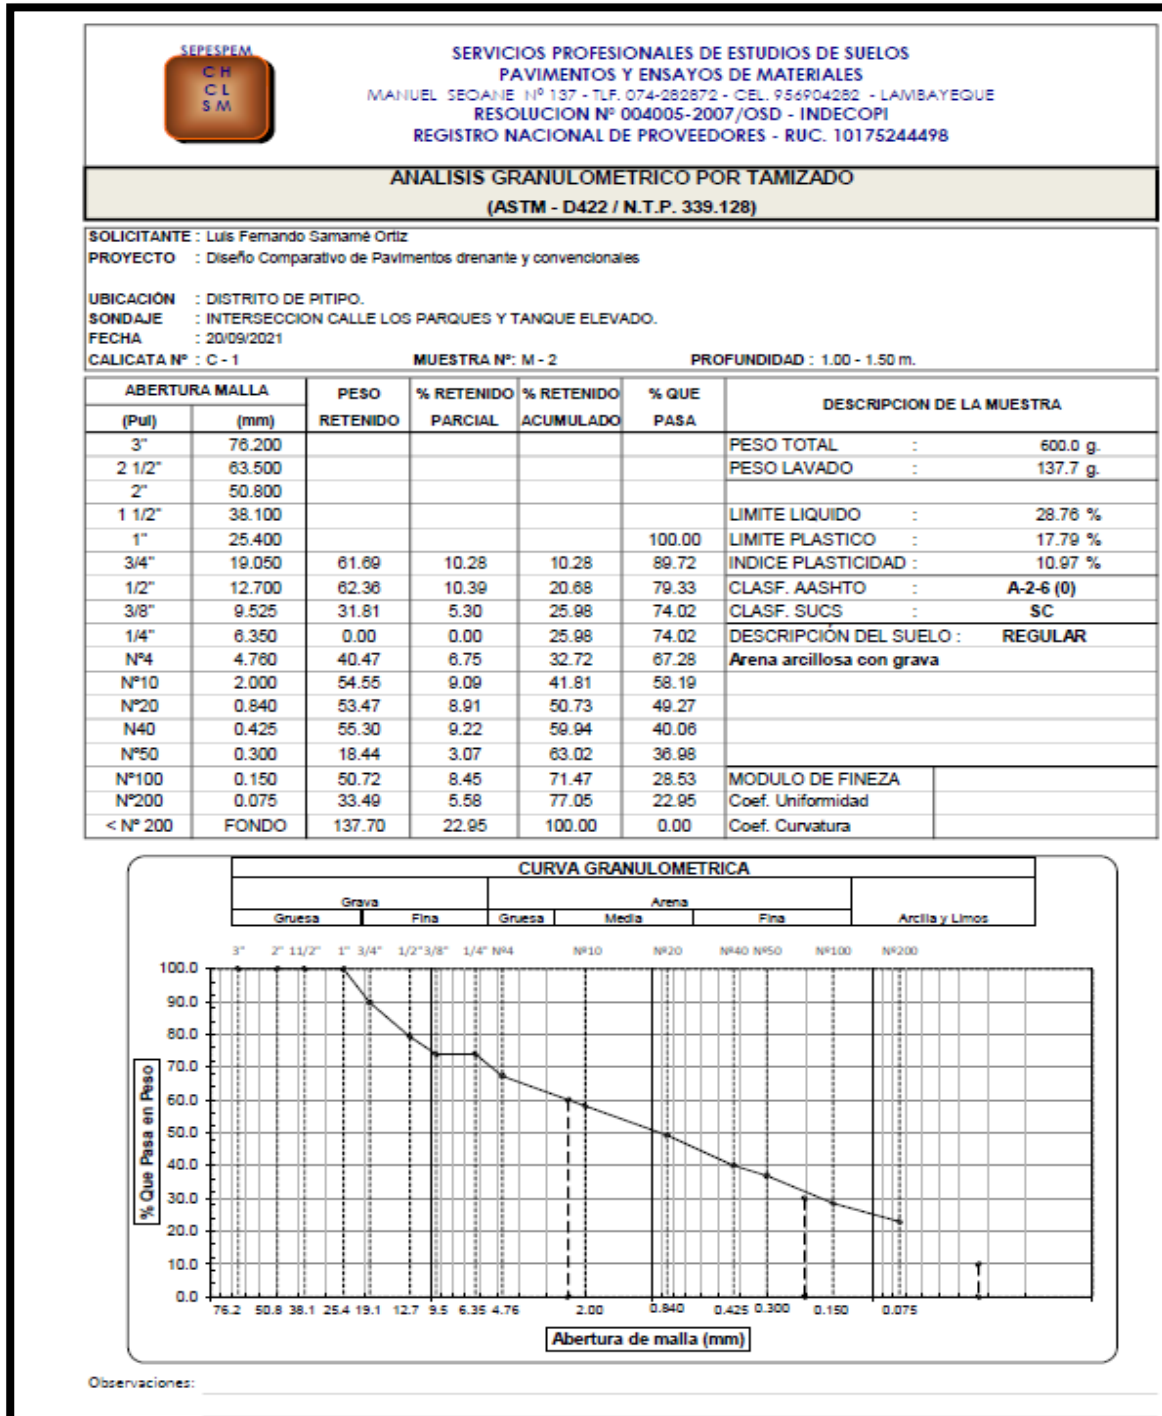 SEPESPEM
C H
C L
S M
SERVICIOS PROFESIONALES DE ESTUDIOS DE SUELOS
PAVIMENTOS Y ENSAYOS DE MATERIALES
MANUEL SEOANE Nº 137 - TLF. 074-282872 - CEL. 956904282 - LAMBAYEQUE
RESOLUCION Nº 004005-2007/OSD - INDECOPI
REGISTRO NACIONAL DE PROVEEDORES - RUC. 10175244498
ANALISIS GRANULOMETRICO POR TAMIZADO
(ASTM - D422 / N.T.P. 339.128)
SOLICITANTE : Luis Fernando Samamé Ortiz
PROYECTO : Diseño Comparativo de Pavimentos drenante y convencionales
UBICACIÓN : DISTRITO DE PITIPO.
SONDAJE : INTERSECCION CALLE LOS PARQUES Y TANQUE ELEVADO.
FECHA : 20/09/2021
CALICATA Nº : C - 1 MUESTRA Nº: M - 2 PROFUNDIDAD : 1.00 - 1.50 m.
ABERTURA MALLA PESO % RETENIDO % RETENIDO % QUE DESCRIPCION DE LA MUESTRA
(Pul) (mm) RETENIDO PARCIAL ACUMULADO PASA
3" 76.200 PESO TOTAL : 600.0 g.
2 1/2" 63.500 PESO LAVADO : 137.7 g.
2" 50.800
1 1/2" 38.100 LIMITE LIQUIDO : 28.76 %
1" 25.400 100.00 LIMITE PLASTICO : 17.79 %
3/4" 19.050 61.69 10.28 10.28 89.72 INDICE PLASTICIDAD : 10.97 %
1/2" 12.700 62.36 10.39 20.68 79.33 CLASF. AASHTO : A-2-6 (0)
3/8" 9.525 31.81 5.30 25.98 74.02 CLASF. SUCS : SC
1/4" 6.350 0.00 0.00 25.98 74.02 DESCRIPCIÓN DEL SUELO : REGULAR
Nº4 4.760 40.47 6.75 32.72 67.28 Arena arcillosa con grava
Nº10 2.000 54.55 9.09 41.81 58.19
Nº20 0.840 53.47 8.91 50.73 49.27
N40 0.425 55.30 9.22 59.94 40.06
Nº50 0.300 18.44 3.07 63.02 36.98
Nº100 0.150 50.72 8.45 71.47 28.53 MODULO DE FINEZA
Nº200 0.075 33.49 5.58 77.05 22.95 Coef. Uniformidad
< Nº 200 FONDO 137.70 22.95 100.00 0.00 Coef. Curvatura
CURVA GRANULOMETRICA
Grava Arena
Gruesa Fina Gruesa Media Fina Arcilla y Limos
3" 2" 11/2" 1" 3/4" 1/2" 3/8" 1/4" Nº4 Nº10 Nº20 Nº40 Nº50 Nº100 Nº200
100.0
90.0
80.0
70.0
60.0
50.0
40.0
30.0
20.0
10.0
0.0
% Que Pasa en Peso
76.2 50.8 38.1 25.4 19.1 12.7 9.5 6.35 4.76 2.00 0.840 0.425 0.300 0.150 0.075
Abertura de malla (mm)
Observaciones: